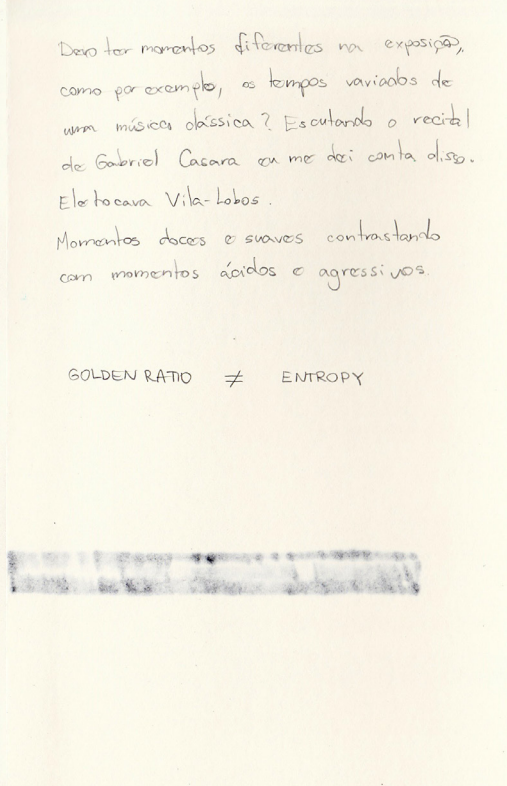 Devo ter momentos diferentes na exposição,
como por exemplo, os tempos variados de
uma música clássica? Escutando o recital
de Gabriel Casara eu me dei conta disso.
Ele tocava Vila-Lobos.
Momentos doces e suaves contrastando
com momentos ácidos e agressivos.
GOLDEN RATIO ≠ ENTROPY